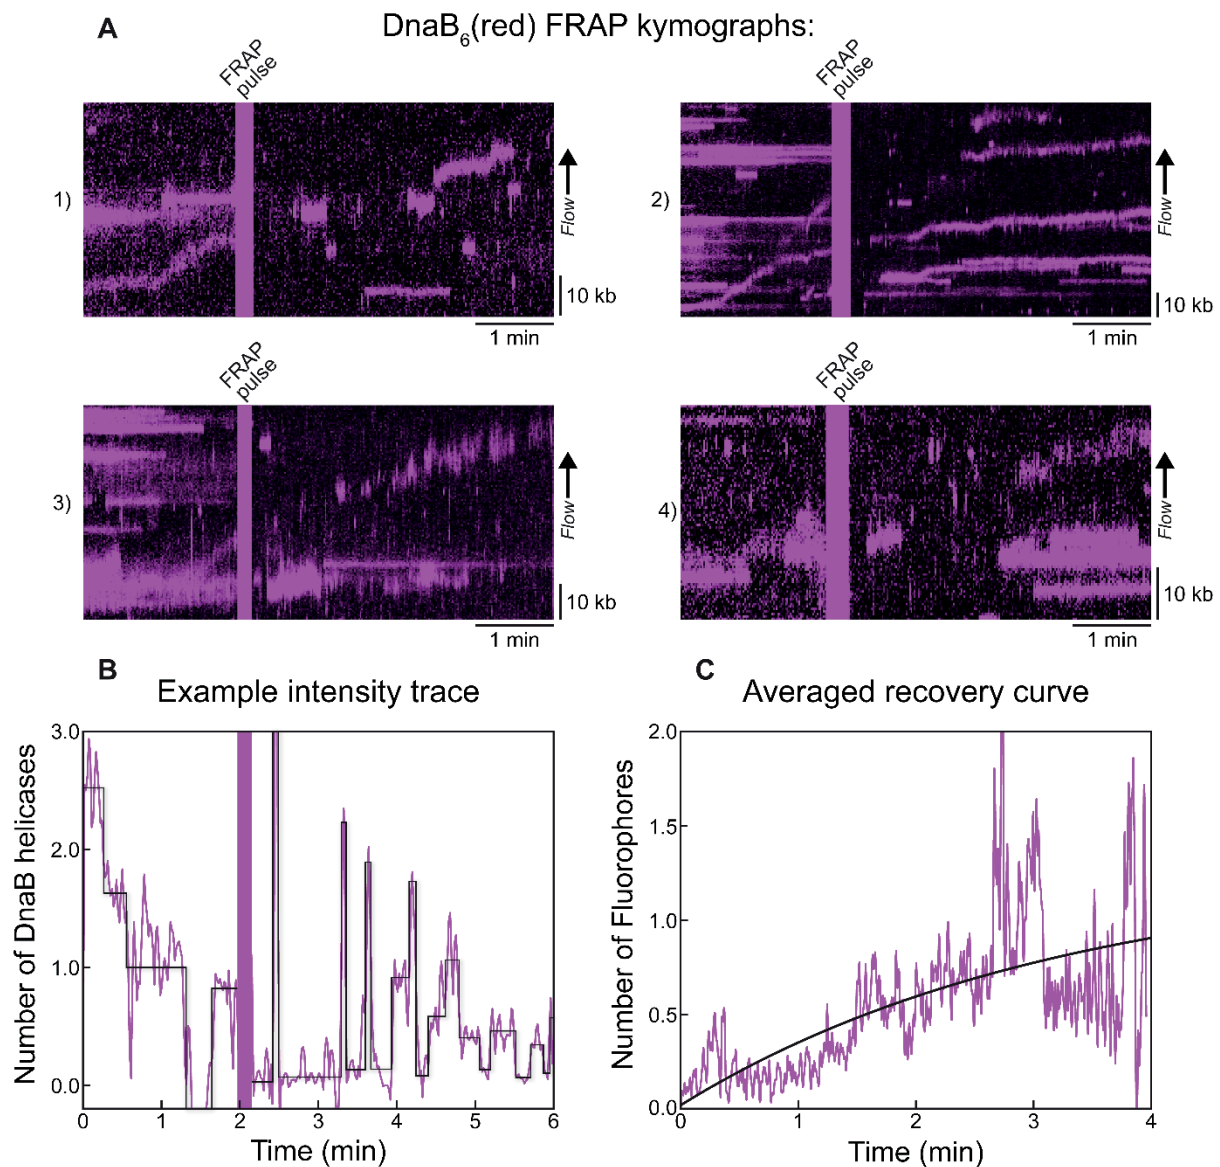 A
DnaB6(red) FRAP kymographs:
FRAP
pulse
FRAP
pulse
1)
Flow
10 kb
1 min
2)
Flow
10 kb
1 min
FRAP
pulse
FRAP
pulse
3)
Flow
10 kb
1 min
4)
Flow
10 kb
1 min
B
Example intensity trace
3.0
2.0
1.0
0.0
Number of DnaB helicases
0 1 2 3 4 5 6
Time (min)
C
Averaged recovery curve
2.0
1.5
1.0
0.5
0.0
Number of Fluorophores
0 1 2 3 4
Time (min)